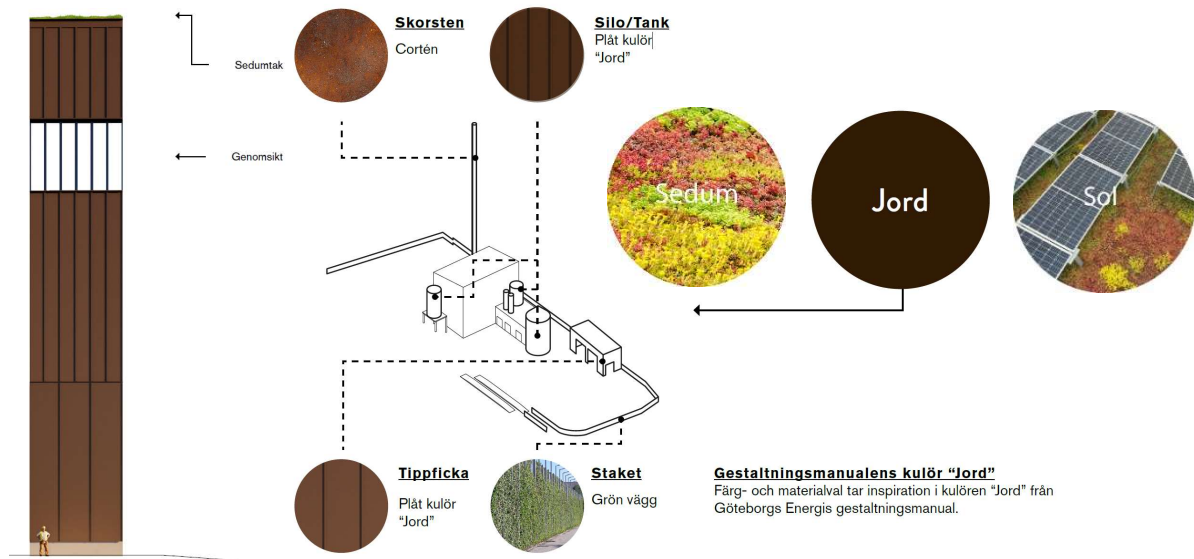 Sedumtak
Genomsikt
Skorsten
Cortén
Silo/Tank
Plåt kulör
“Jord”
Sedum
Jord
Sol
Tippficka
Plåt kulör
“Jord”
Staket
Grön vägg
Gestaltningsmanualens kulör “Jord”
Färg- och materialval tar inspiration i kulören “Jord” från
Göteborgs Energis gestaltningsmanual.